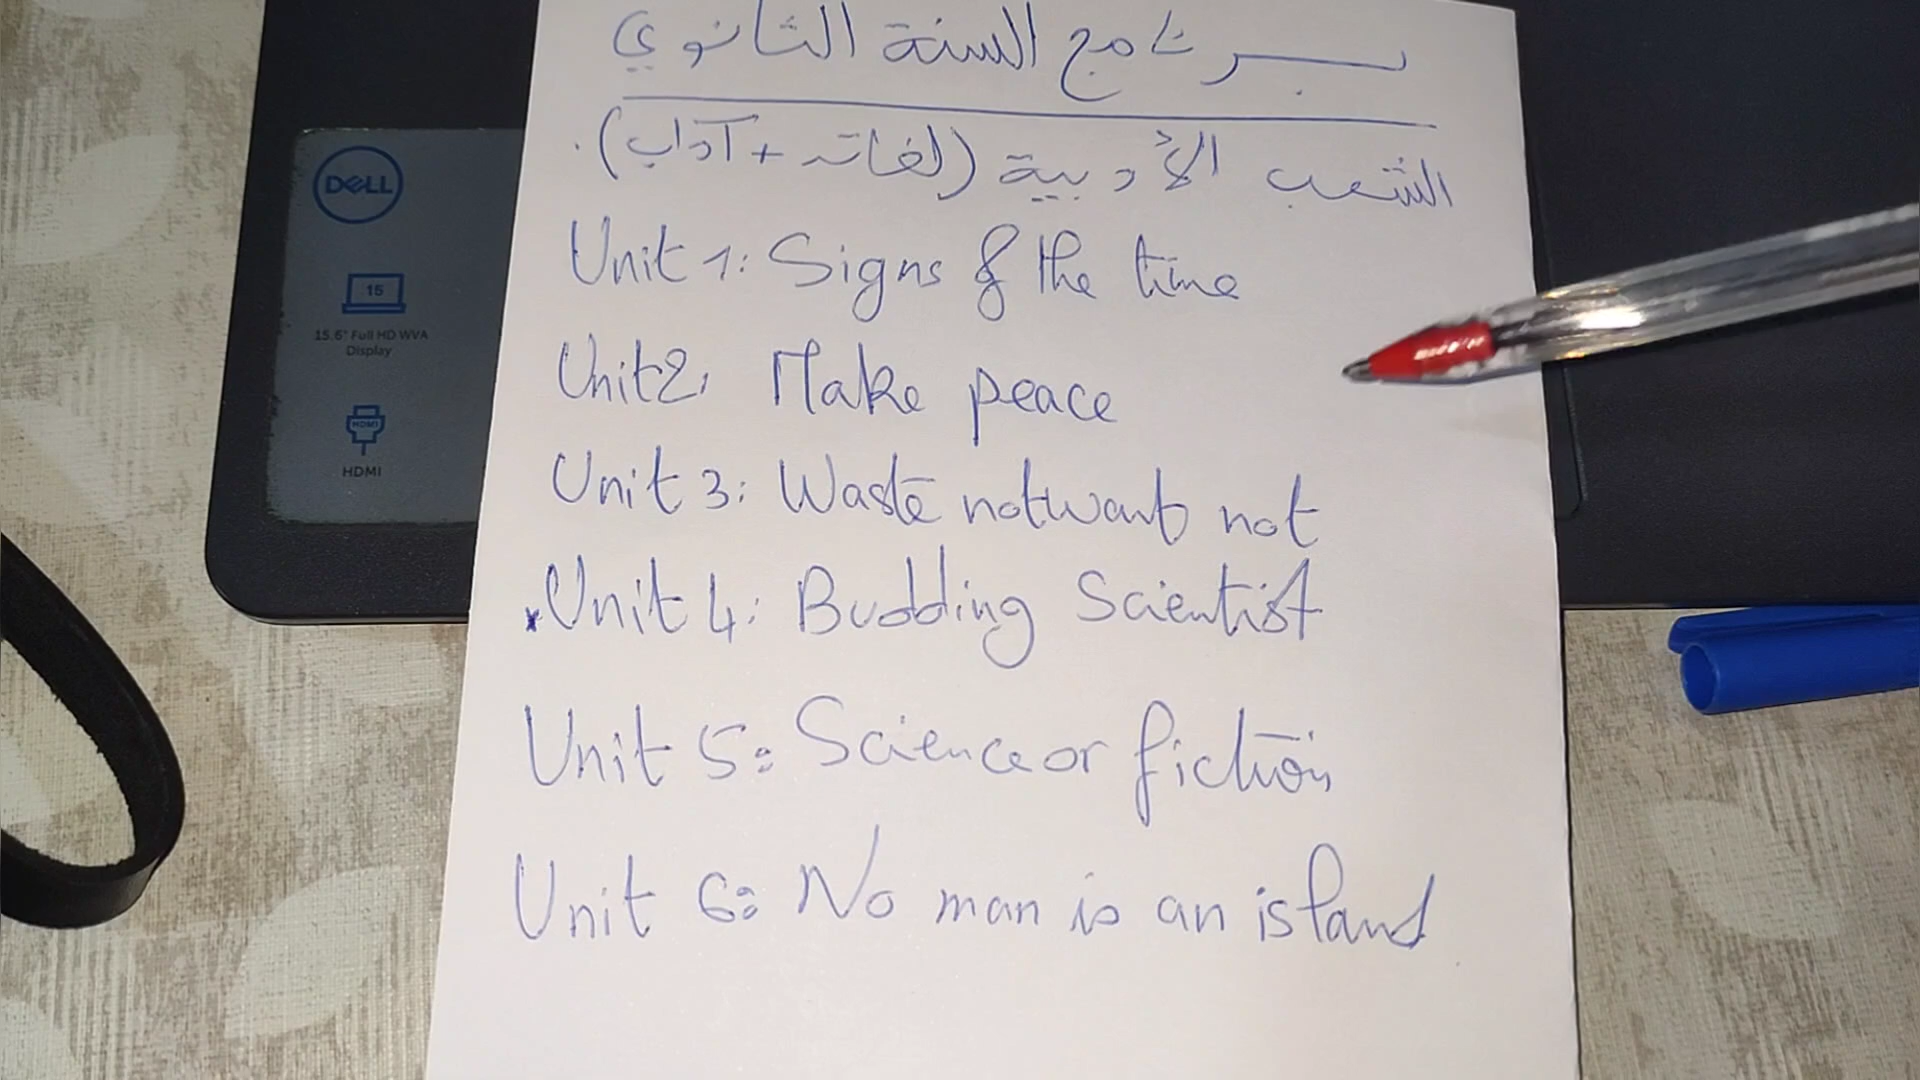 برنامج السنة الثانوي
الشعب الأدبية (لغات + آداب).
Unit 1: Signs of the time
Unit 2: Make peace
Unit 3: Waste not want not
Unit 4: Budding Scientist
Unit 5: Science or fiction
Unit 6: No man is an island
DELL
15
15.6" Full HD WVA
Display
HDMI
HDMI